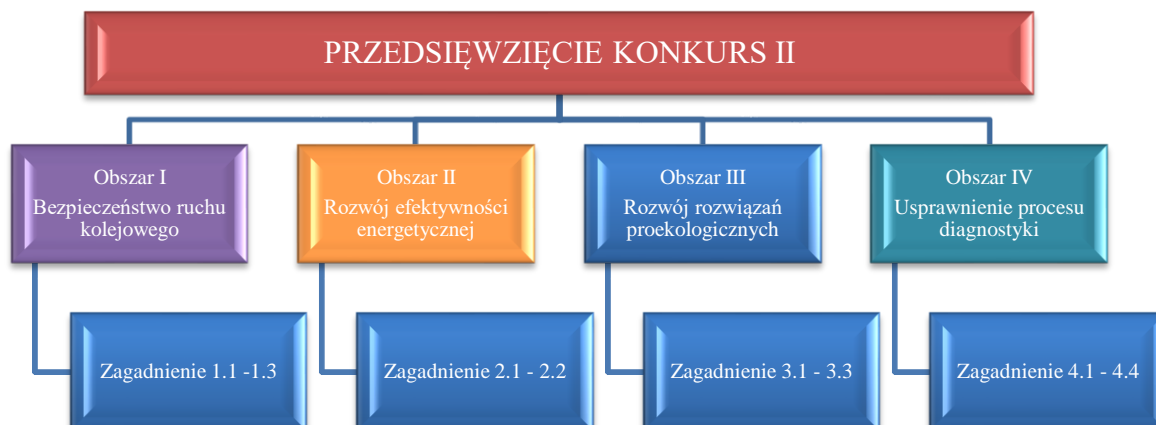 PRZEDSIĘWZIĘCIE KONKURS II
Obszar I
Bezpieczeństwo ruchu
kolejowego
Obszar II
Rozwój efektywności
energetycznej
Obszar III
Rozwój rozwiązań
proekologicznych
Obszar IV
Usprawnienie procesu
diagnostyki
Zagadnienie 1.1 -1.3
Zagadnienie 2.1 - 2.2
Zagadnienie 3.1 - 3.3
Zagadnienie 4.1 - 4.4